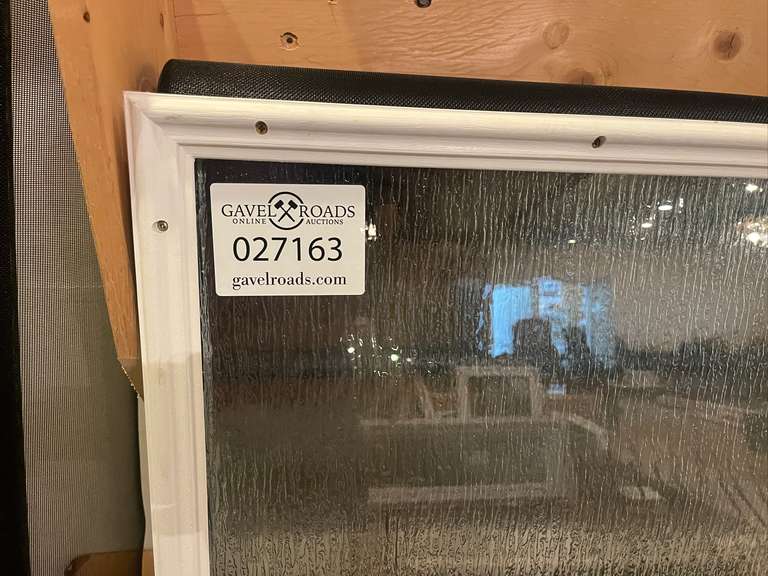 GAVEL ROADS
ONLINE AUCTIONS
027163
gavelroads.com